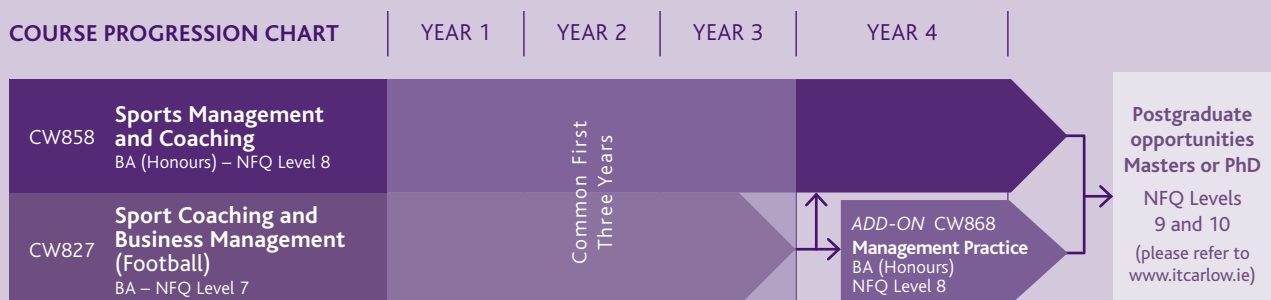 COURSE PROGRESSION CHART
YEAR 1
YEAR 2
YEAR 3
YEAR 4
CW858
Sports Management
and Coaching
BA (Honours) – NFQ Level 8
CW827
Sport Coaching and
Business Management
(Football)
BA – NFQ Level 7
Common First
Three Years
ADD-ON CW868
Management Practice
BA (Honours)
NFQ Level 8
Postgraduate
opportunities
Masters or PhD
NFQ Levels
9 and 10
(please refer to
www.itcarlow.ie)